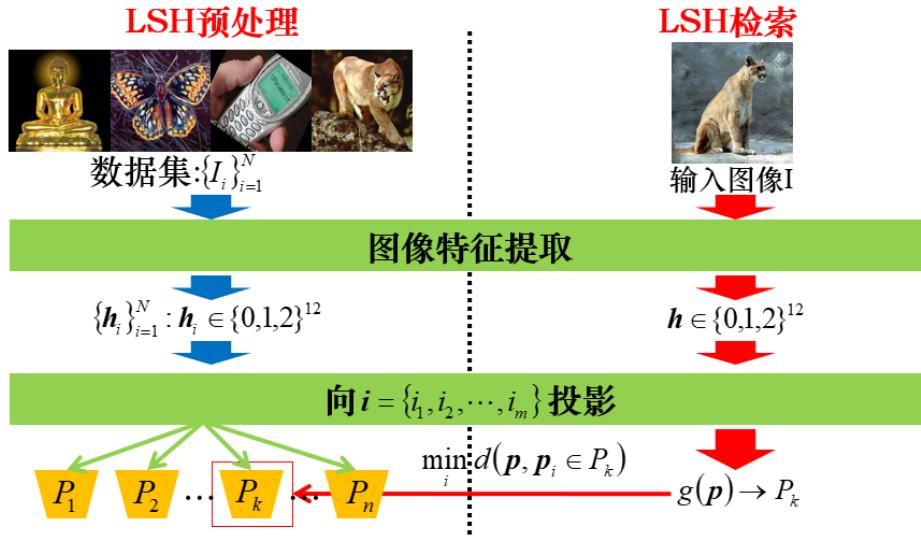 LSH预处理
LSH检索
数据集:{I_i}_{i=1}^N
输入图像I
图像特征提取
{h_i}_{i=1}^N : h_i ∈ {0,1,2}^{12}
h ∈ {0,1,2}^{12}
向 i = {i_1, i_2, ⋯, i_m} 投影
min_i d(p, p_i ∈ P_k)
P_1 P_2 … P_k … P_n
g(p) → P_k